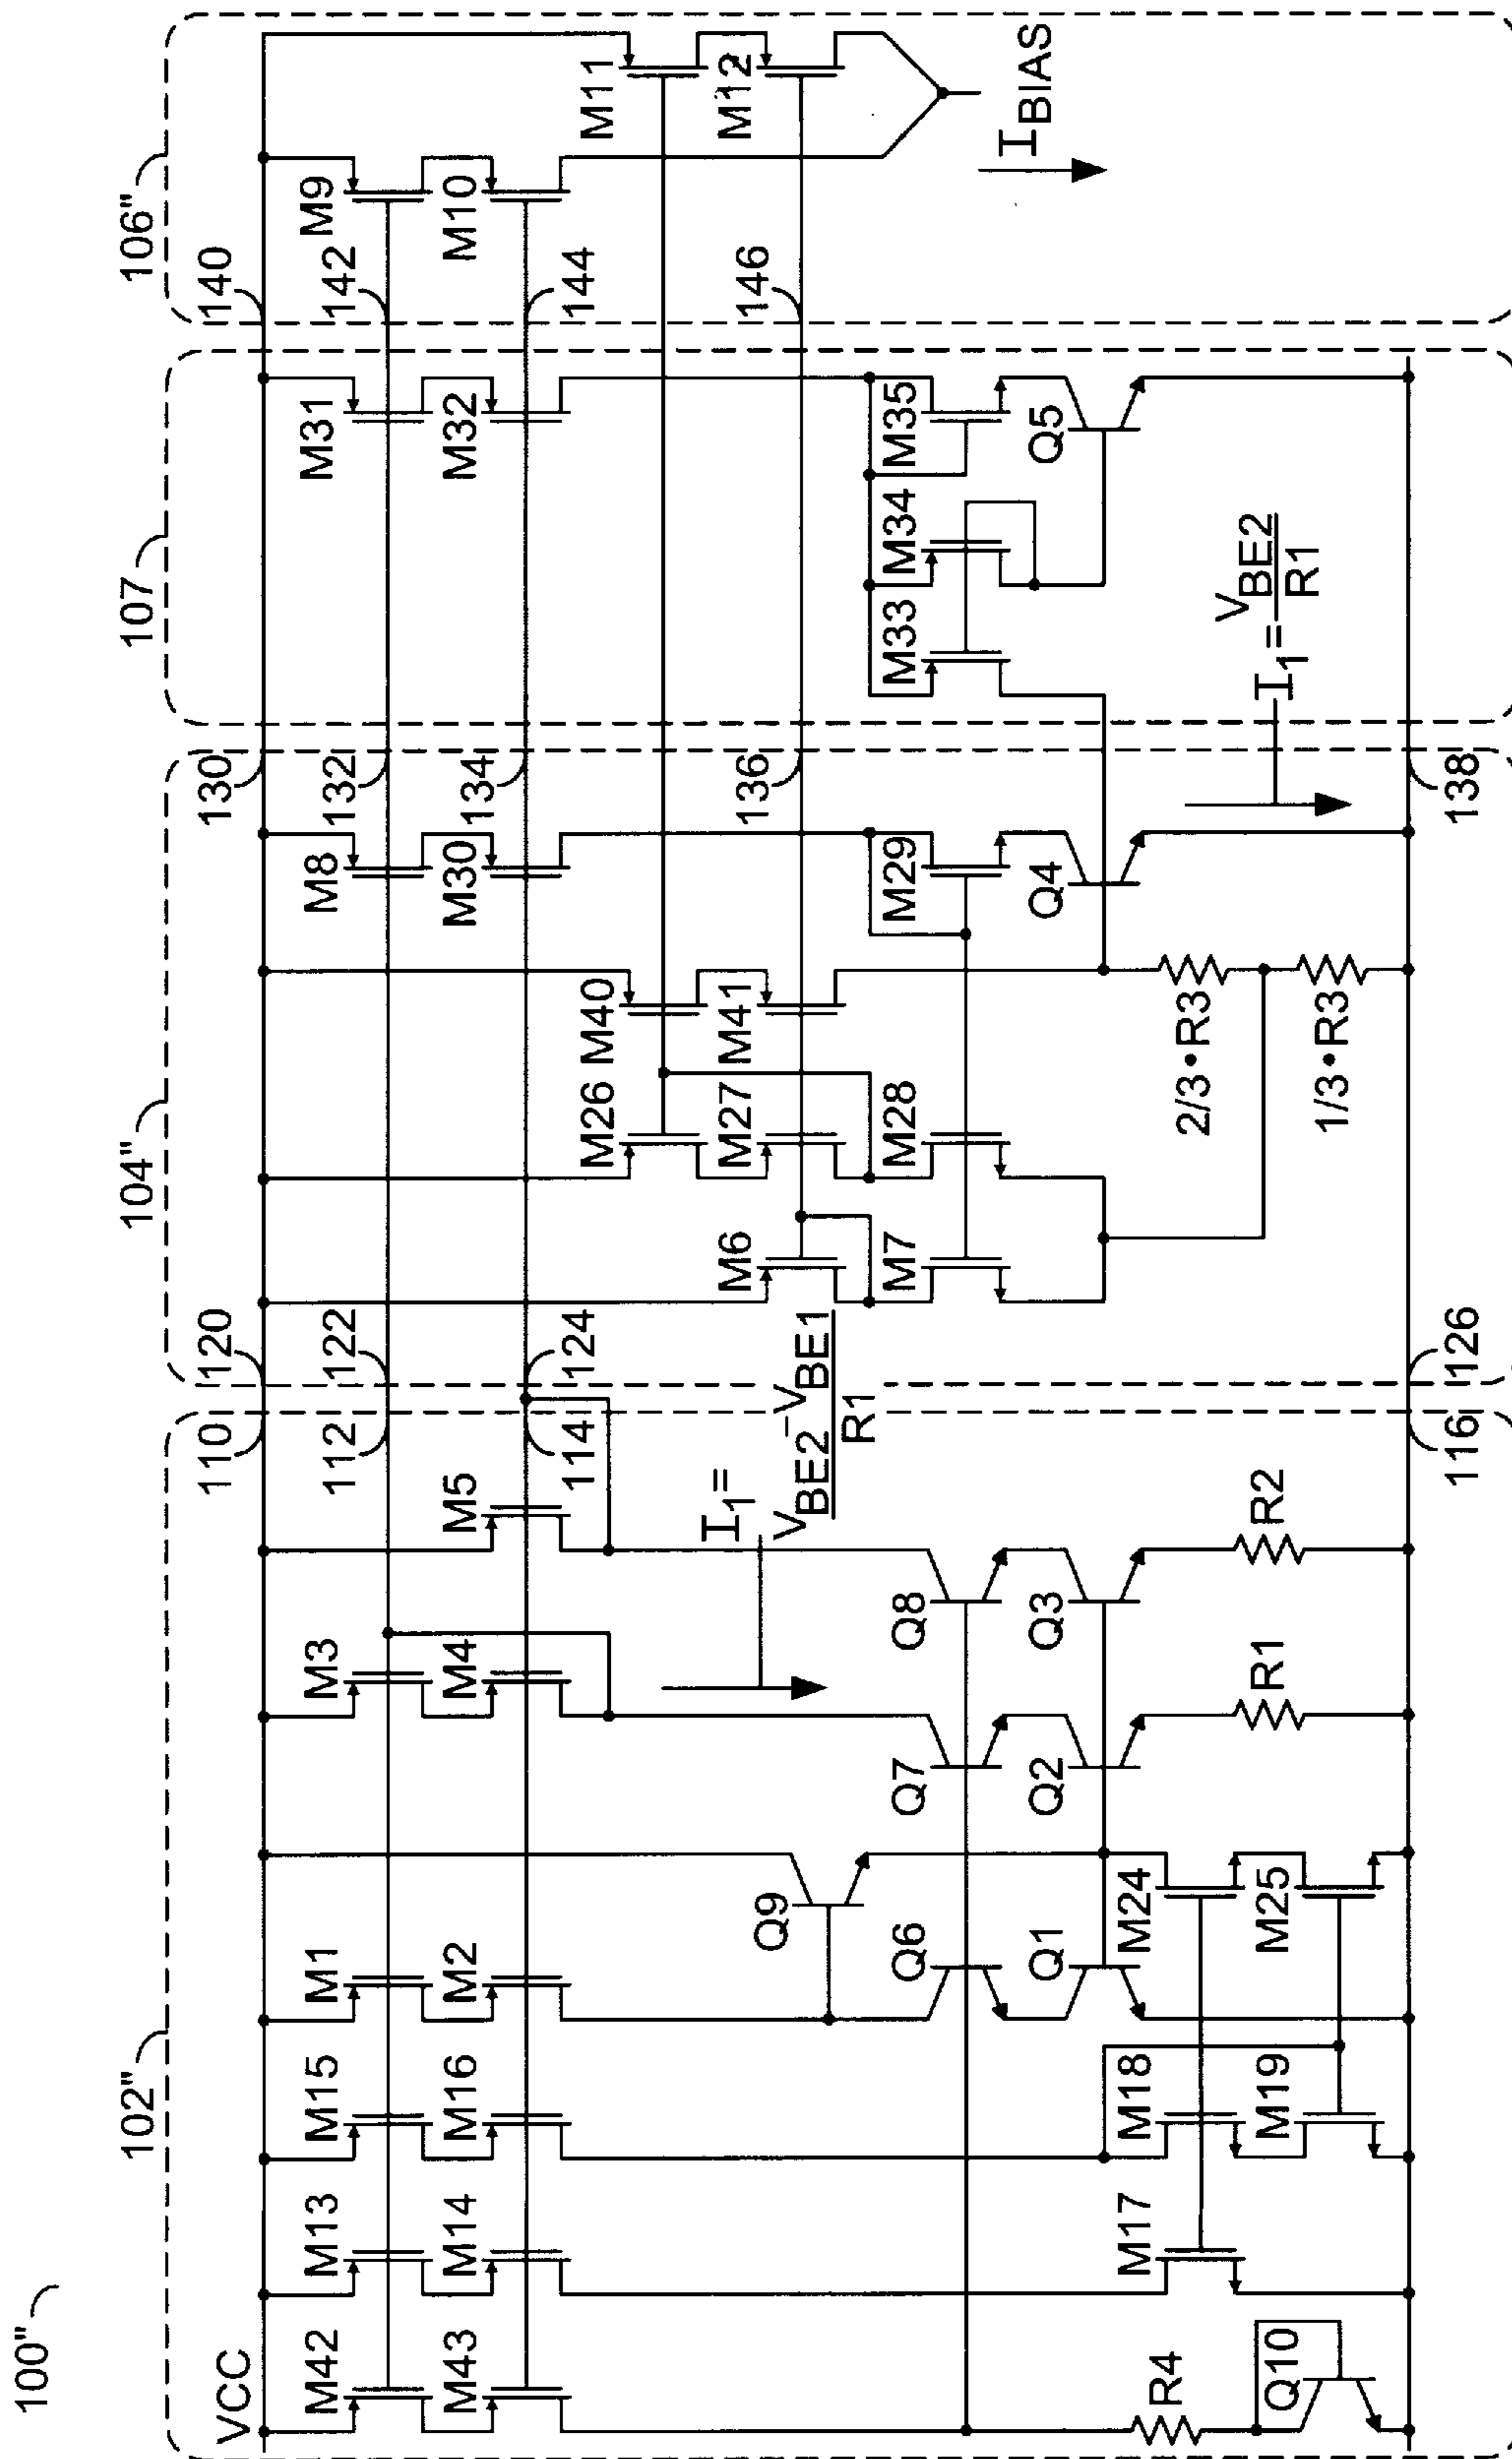 100"
102"
104"
107
106"
VCC
110
120
130
140
M42
M13
M15
M1
M3
112
122
M8
132
M31
142
M9
M43
M14
M16
M2
M4
M5
114
124
M30
134
M32
144
M10
M26
M40
M11
I1=
VBE2-VBE1
R1
M6
M27
M41
136
146
M12
Q9
Q6
Q7
Q8
M7
M28
M29
M33
M34
M35
IBIAS
Q1
Q2
Q3
Q4
Q5
R4
M17
M18
M24
2/3•R3
Q10
M19
M25
R1
R2
1/3•R3
I1=
VBE2
R1
116
126
138